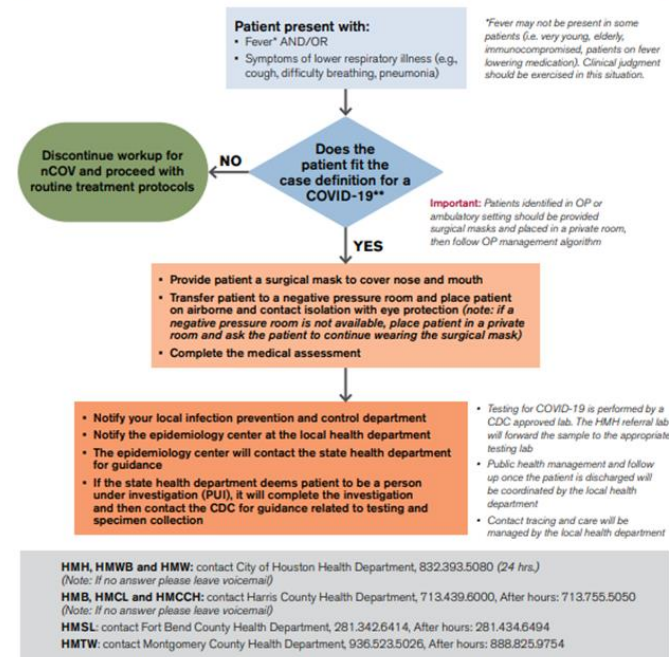 Patient present with:
• Fever* AND/OR
• Symptoms of lower respiratory illness (e.g.,
cough, difficulty breathing, pneumonia)
*Fever may not be present in some
patients (i.e. very young, elderly,
immunocompromised, patients on fever
lowering medication). Clinical judgment
should be exercised in this situation.
Does the
patient fit the
case definition for a
COVID-19**
NO
Discontinue workup for
nCOV and proceed with
routine treatment protocols
Important: Patients identified in OP or
ambulatory setting should be provided
surgical masks and placed in a private room,
then follow OP management algorithm
YES
• Provide patient a surgical mask to cover nose and mouth
• Transfer patient to a negative pressure room and place patient
on airborne and contact isolation with eye protection (note: if a
negative pressure room is not available, place patient in a private
room and ask the patient to continue wearing the surgical mask)
• Complete the medical assessment
• Notify your local infection prevention and control department
• Notify the epidemiology center at the local health department
• The epidemiology center will contact the state health department
for guidance
• If the state health department deems patient to be a person
under investigation (PUI), it will complete the investigation
and then contact the CDC for guidance related to testing and
specimen collection
• Testing for COVID-19 is performed by a
CDC approved lab. The HMH referral lab
will forward the sample to the appropriate
testing lab
• Public health management and follow
up once the patient is discharged will
be coordinated by the local health
department
• Contact tracing and care will be
managed by the local health department
HMH, HMWB and HMW: contact City of Houston Health Department, 832.393.5080 (24 hrs.)
(Note: If no answer please leave voicemail)
HMB, HMCL and HMCCH: contact Harris County Health Department, 713.439.6000, After hours: 713.755.5050
(Note: If no answer please leave voicemail)
HMSL: contact Fort Bend County Health Department, 281.342.6414, After hours: 281.434.6494
HMTW: contact Montgomery County Health Department, 936.523.5026, After hours: 888.825.9754